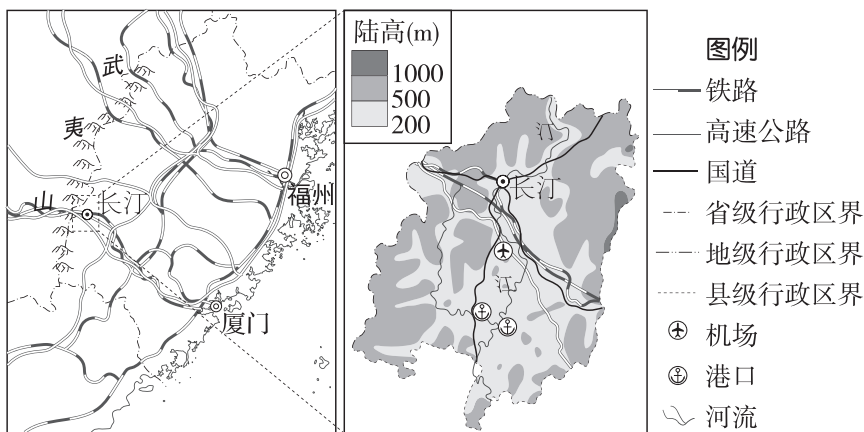 武
夷
山
长汀
福州
厦门
陆高(m)
1000
500
200
汀
长汀
江
图例
铁路
高速公路
国道
省级行政区界
地级行政区界
县级行政区界
机场
港口
河流